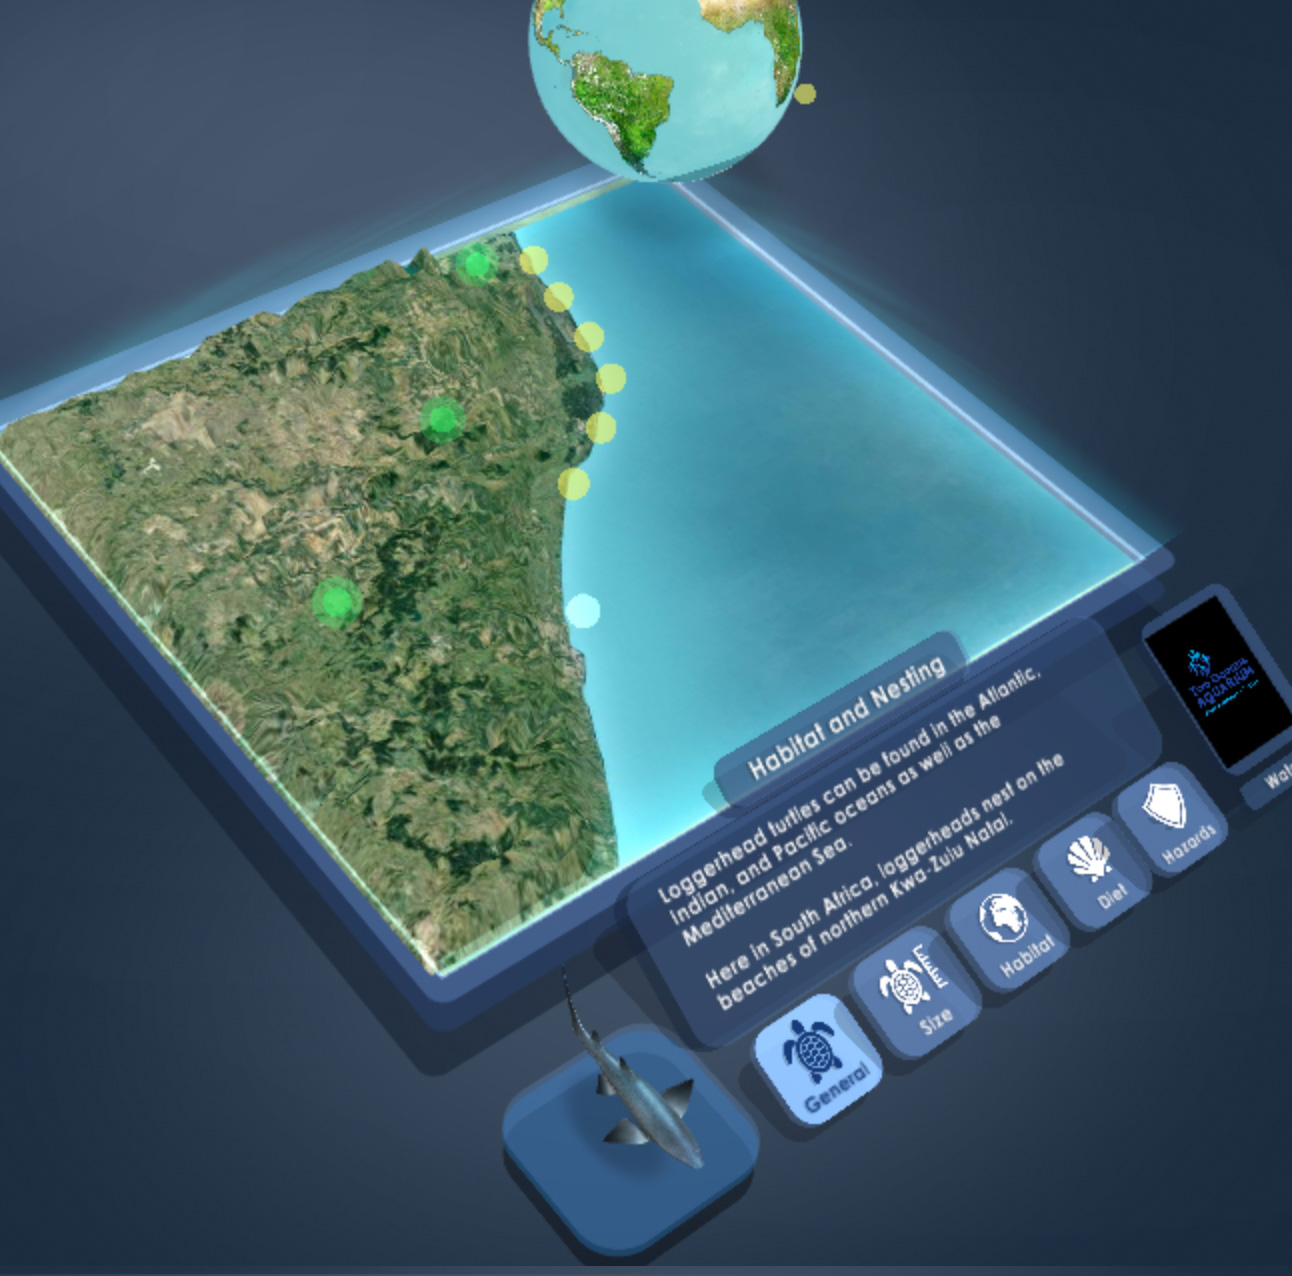 Habitat and Nesting
Loggerhead turtles can be found in the Atlantic,
Indian, and Pacific oceans as well as the
Mediterranean Sea.
Here in South Africa, loggerheads nest on the
beaches of northern Kwa-Zulu Natal.
General
Size
Habitat
Diet
Hazards
Two Oceans
AQUARIUM